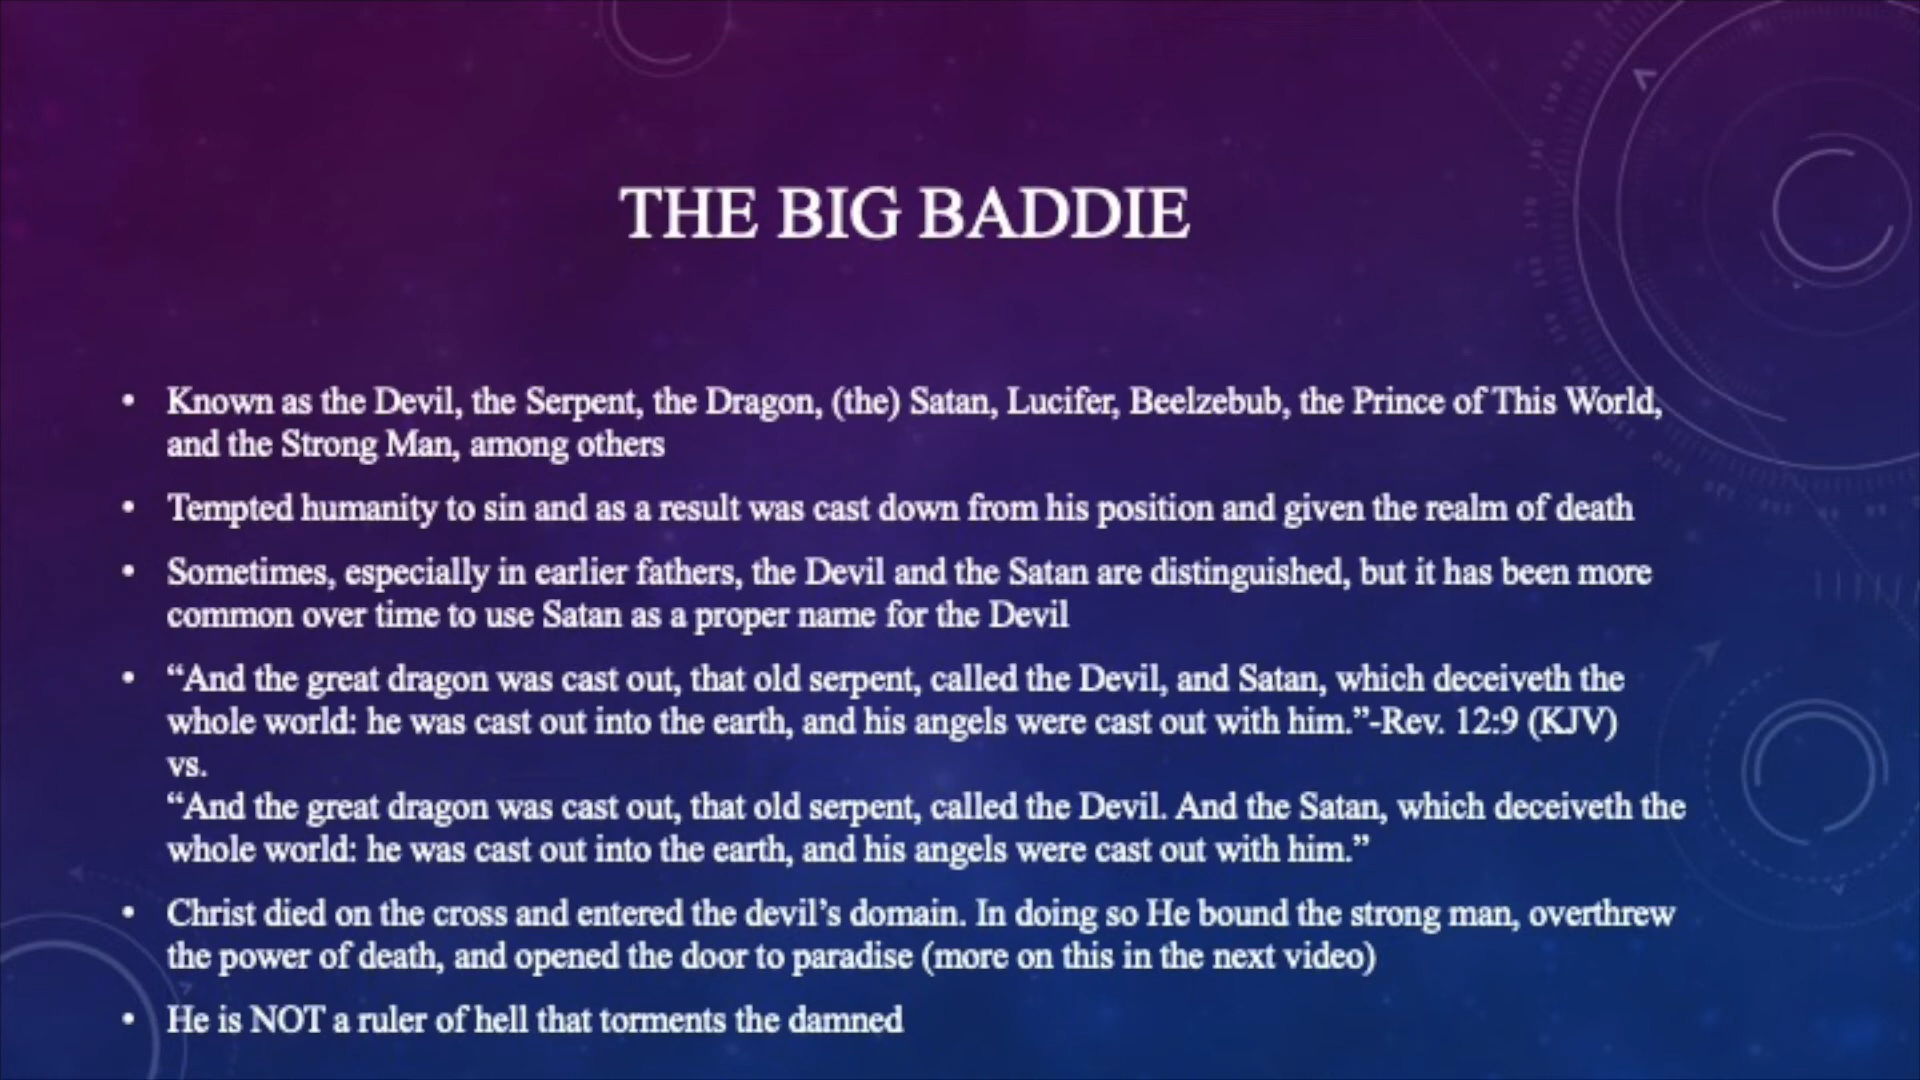 THE BIG BADDIE
• Known as the Devil, the Serpent, the Dragon, (the) Satan, Lucifer, Beelzebub, the Prince of This World,
and the Strong Man, among others
• Tempted humanity to sin and as a result was cast down from his position and given the realm of death
• Sometimes, especially in earlier fathers, the Devil and the Satan are distinguished, but it has been more
common over time to use Satan as a proper name for the Devil
• “And the great dragon was cast out, that old serpent, called the Devil, and Satan, which deceiveth the
whole world: he was cast out into the earth, and his angels were cast out with him.”-Rev. 12:9 (KJV)
vs.
“And the great dragon was cast out, that old serpent, called the Devil. And the Satan, which deceiveth the
whole world: he was cast out into the earth, and his angels were cast out with him.”
• Christ died on the cross and entered the devil’s domain. In doing so He bound the strong man, overthrew
the power of death, and opened the door to paradise (more on this in the next video)
• He is NOT a ruler of hell that torments the damned